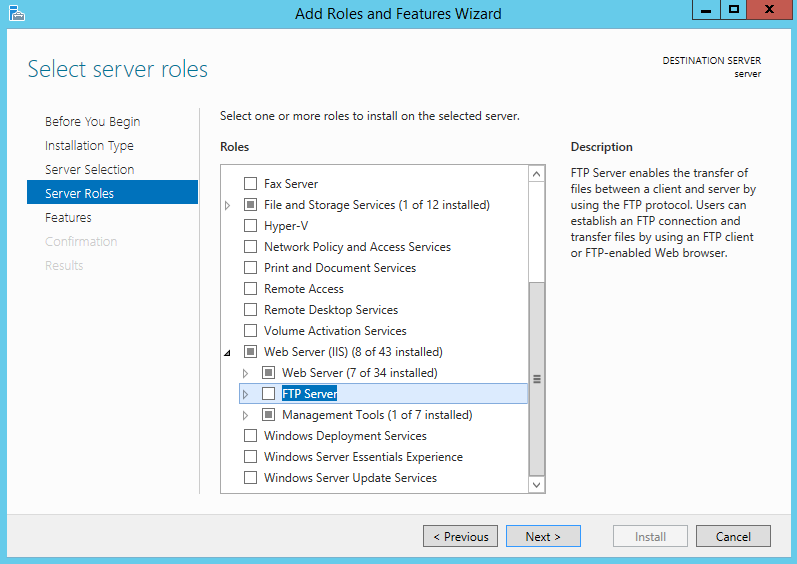 Add Roles and Features Wizard
Select server roles
DESTINATION SERVER
server
Before You Begin
Installation Type
Server Selection
Server Roles
Features
Confirmation
Results
Select one or more roles to install on the selected server.
Roles
Fax Server
File and Storage Services (1 of 12 installed)
Hyper-V
Network Policy and Access Services
Print and Document Services
Remote Access
Remote Desktop Services
Volume Activation Services
Web Server (IIS) (8 of 43 installed)
Web Server (7 of 34 installed)
FTP Server
Management Tools (1 of 7 installed)
Windows Deployment Services
Windows Server Essentials Experience
Windows Server Update Services
Description
FTP Server enables the transfer of
files between a client and server by
using the FTP protocol. Users can
establish an FTP connection and
transfer files by using an FTP client
or FTP-enabled Web browser.
< Previous
Next >
Install
Cancel